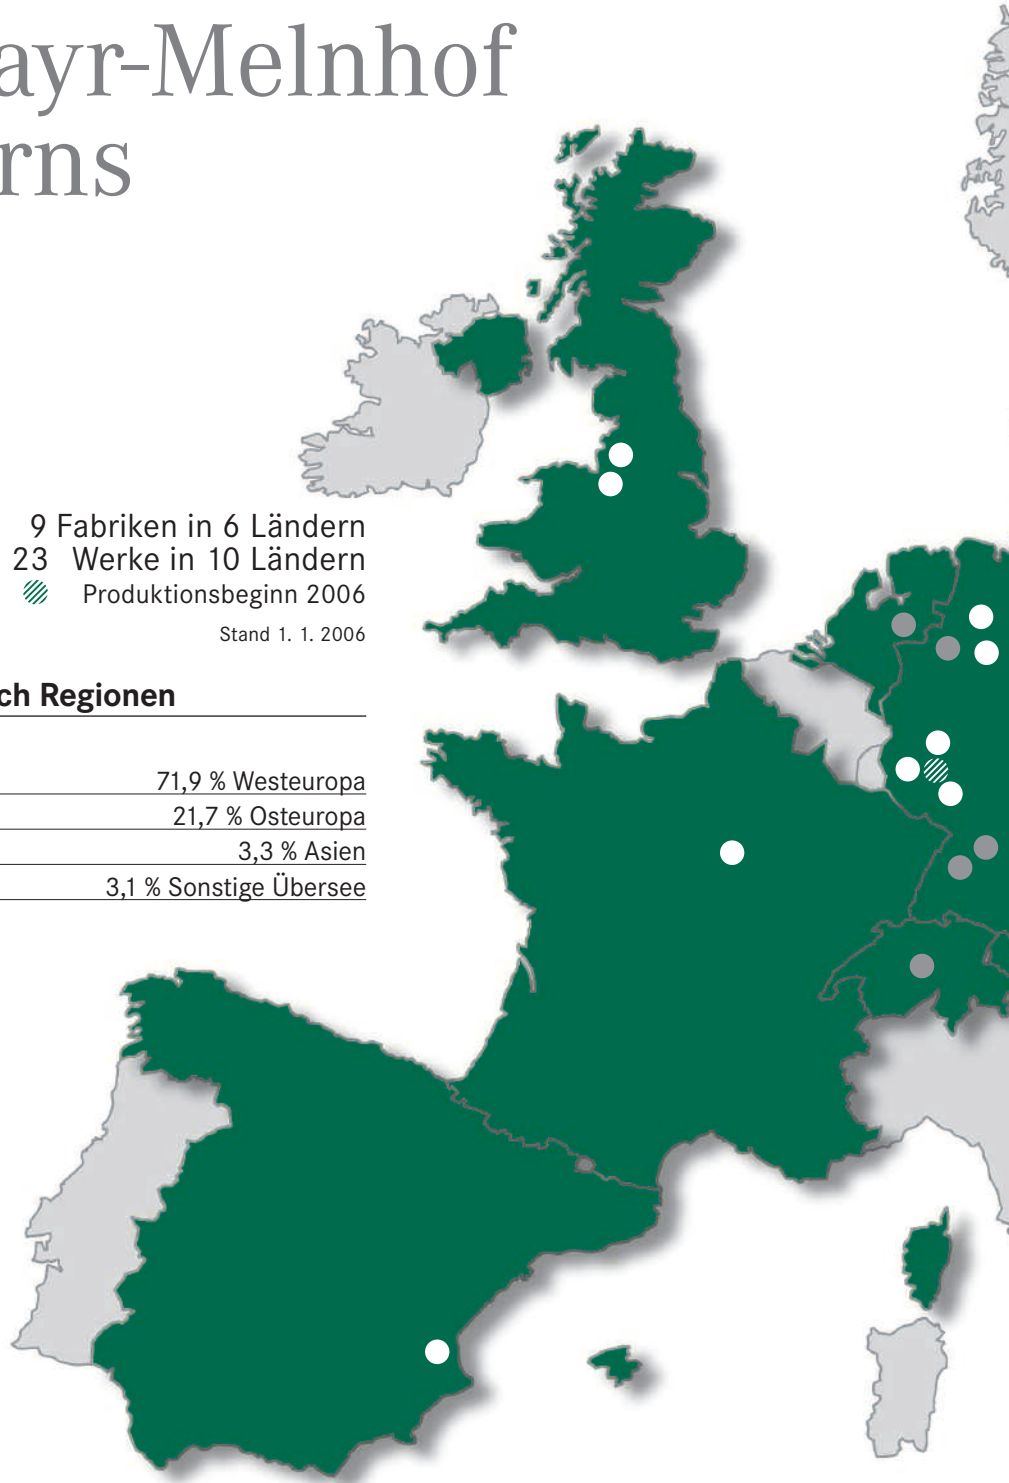 ayr-Melnhof
rns
9 Fabriken in 6 Ländern
23 Werke in 10 Ländern
Produktionsbeginn 2006
Stand 1. 1. 2006
ch Regionen
71,9 % Westeuropa
21,7 % Osteuropa
3,3 % Asien
3,1 % Sonstige Übersee